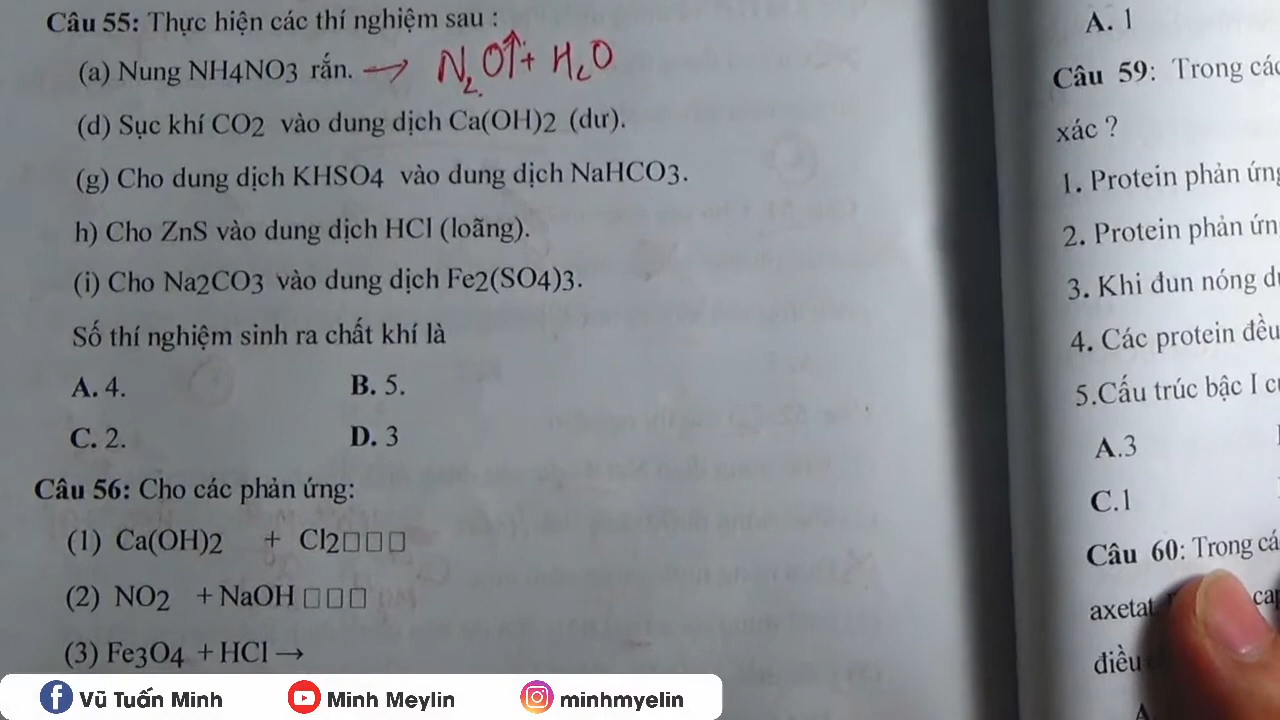 Câu 55: Thực hiện các thí nghiệm sau :
(a) Nung NH4NO3 rắn. → N2O↑ + H2O
(d) Sục khí CO2 vào dung dịch Ca(OH)2 (dư).
(g) Cho dung dịch KHSO4 vào dung dịch NaHCO3.
h) Cho ZnS vào dung dịch HCl (loãng).
(i) Cho Na2CO3 vào dung dịch Fe2(SO4)3.
Số thí nghiệm sinh ra chất khí là
A. 4. B. 5.
C. 2. D. 3
Câu 56: Cho các phản ứng:
(1) Ca(OH)2 + Cl2□□□
(2) NO2 + NaOH □□□
(3) Fe3O4 + HCl →
A. 1
Câu 59: Trong các
xác ?
1. Protein phản ứng
2. Protein phản ứn
3. Khi đun nóng
4. Các protein đều
5.Cấu trúc bậc I
A.3
C.1
Câu 60: Trong cá
axetat
điều
A
Vũ Tuấn Minh
Minh Meylin
minhmyelin